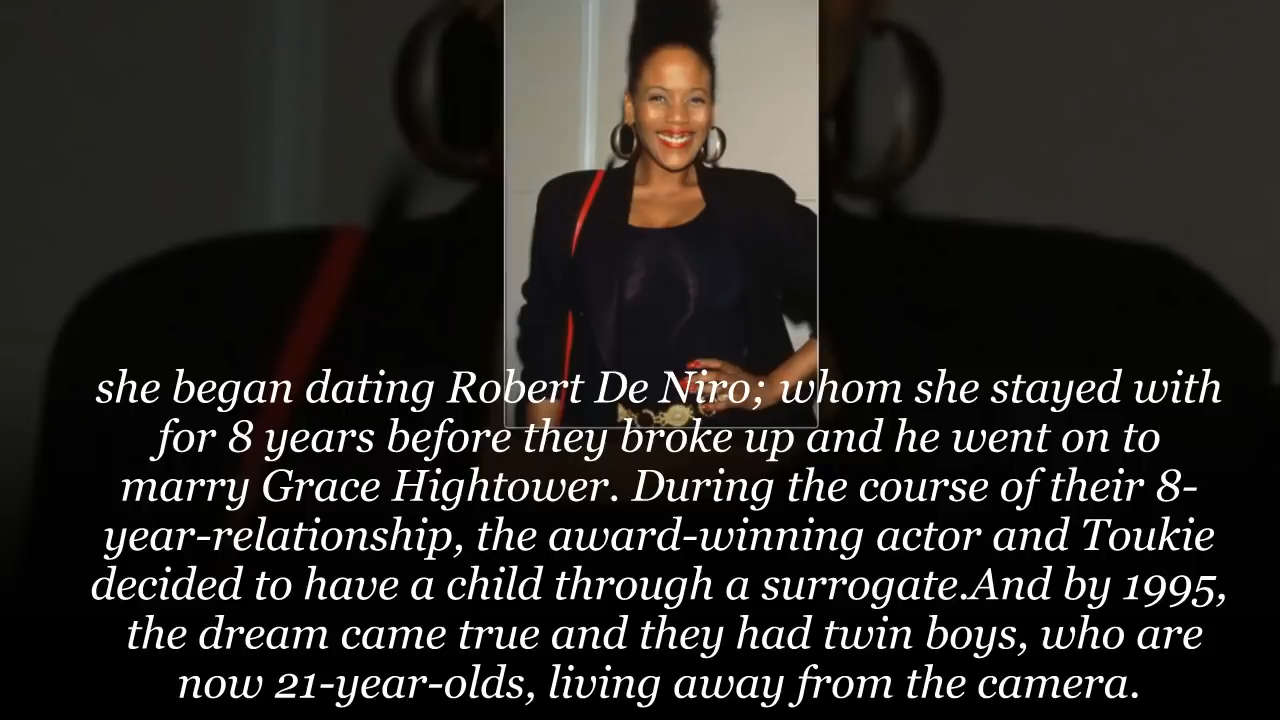 she began dating Robert De Niro; whom she stayed with
for 8 years before they broke up and he went on to
marry Grace Hightower. During the course of their 8-
year-relationship, the award-winning actor and Toukie
decided to have a child through a surrogate.And by 1995,
the dream came true and they had twin boys, who are
now 21-year-olds, living away from the camera.